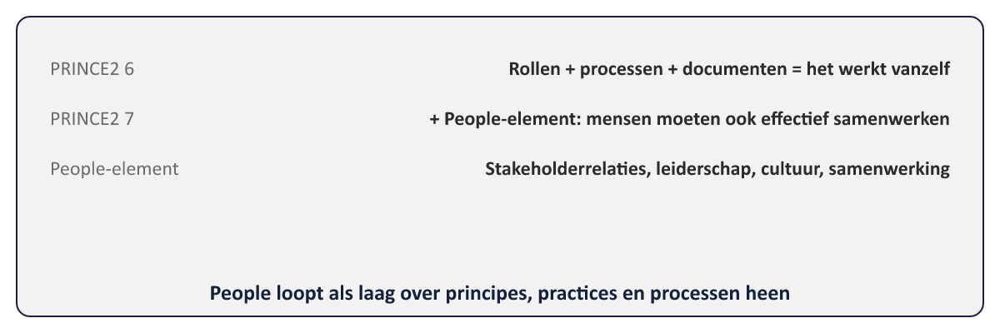 PRINCE2 6 Rollen + processen + documenten = het werkt vanzelf
PRINCE2 7 + People-element: mensen moeten ook effectief samenwerken
People-element Stakeholderrelaties, leiderschap, cultuur, samenwerking
People loopt als laag over principes, practices en processen heen